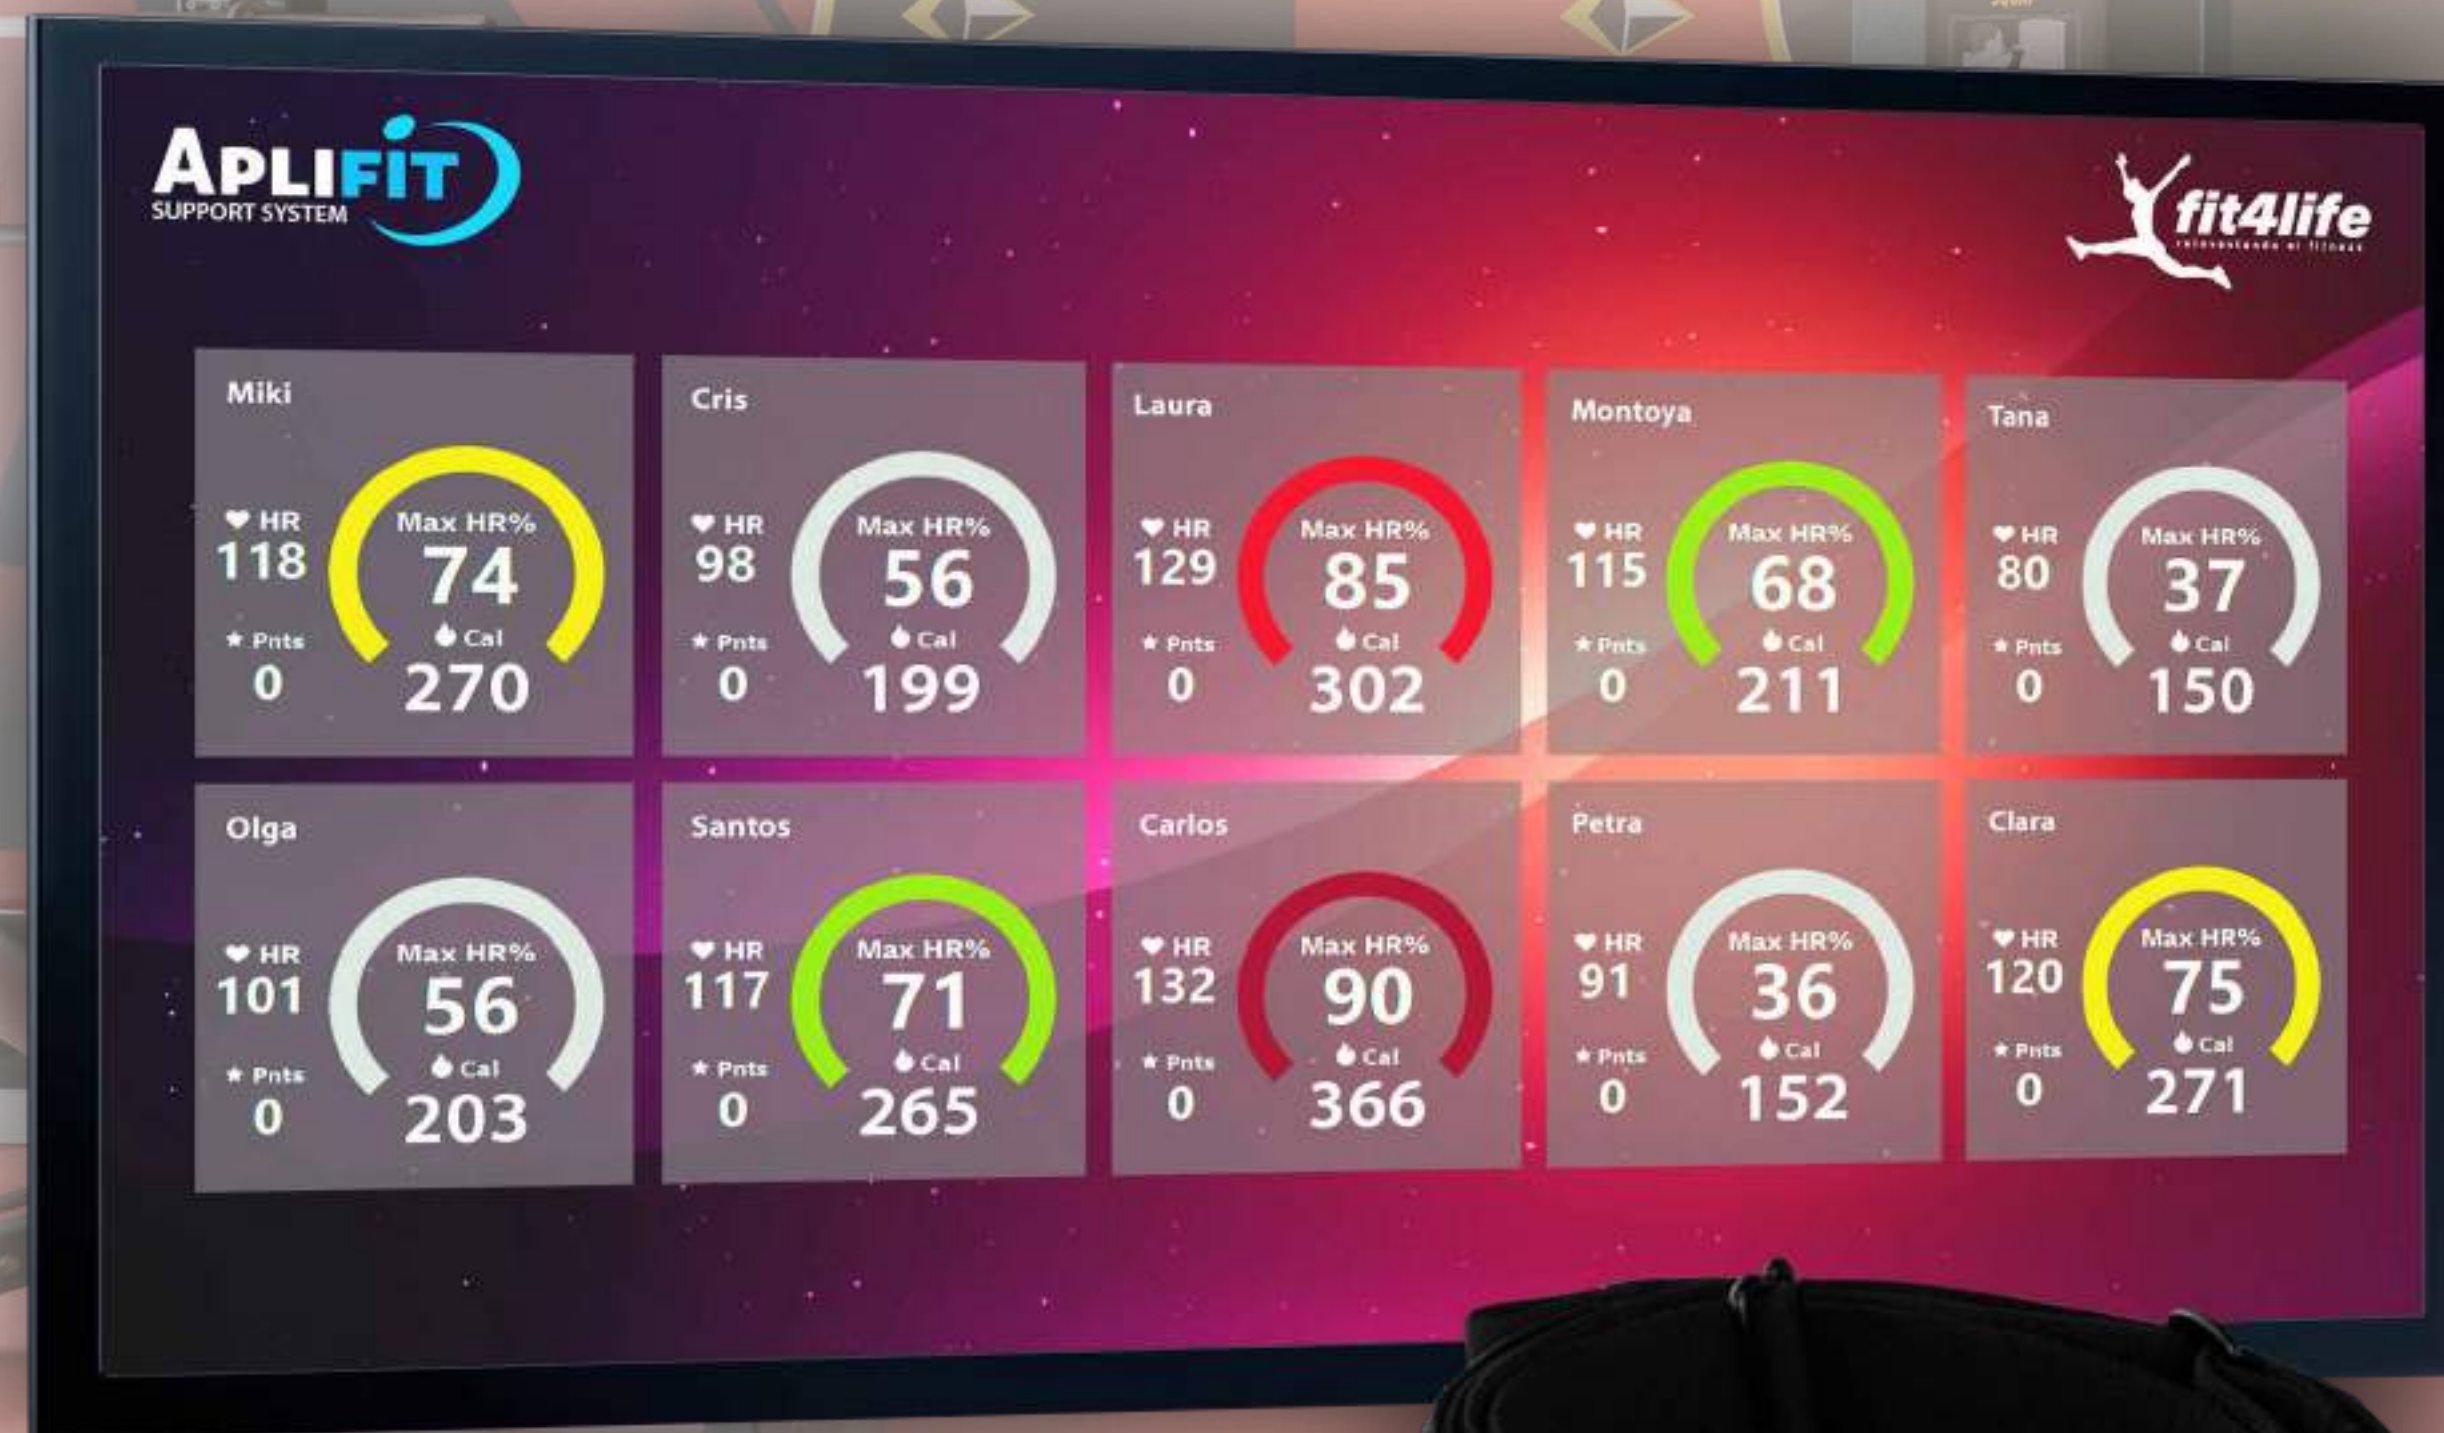 APLIFIT
SUPPORT SYSTEM
fit4life
reinventando el fitness
Miki
HR
118
Pnts
0
Max HR%
74
Cal
270
Cris
HR
98
Pnts
0
Max HR%
56
Cal
199
Laura
HR
129
Pnts
0
Max HR%
85
Cal
302
Montoya
HR
115
Pnts
0
Max HR%
68
Cal
211
Tana
HR
80
Pnts
0
Max HR%
37
Cal
150
Olga
HR
101
Pnts
0
Max HR%
56
Cal
203
Santos
HR
117
Pnts
0
Max HR%
71
Cal
265
Carlos
HR
132
Pnts
0
Max HR%
90
Cal
366
Petra
HR
91
Pnts
0
Max HR%
36
Cal
152
Clara
HR
120
Pnts
0
Max HR%
75
Cal
271